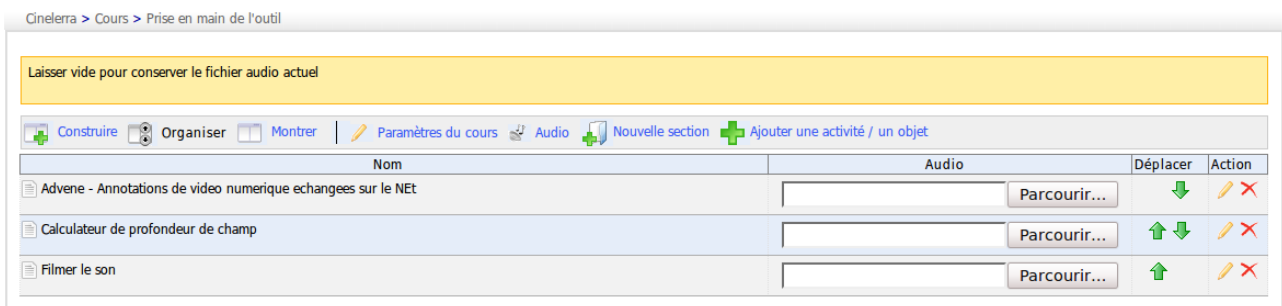 Cinelerra > Cours > Prise en main de l'outil
Laisser vide pour conserver le fichier audio actuel
Construire Organiser Montrer Paramètres du cours Audio Nouvelle section Ajouter une activité / un objet
Nom Audio Déplacer Action
Advene - Annotations de video numerique echangees sur le NEt Parcourir...
Calculateur de profondeur de champ Parcourir...
Filmer le son Parcourir...